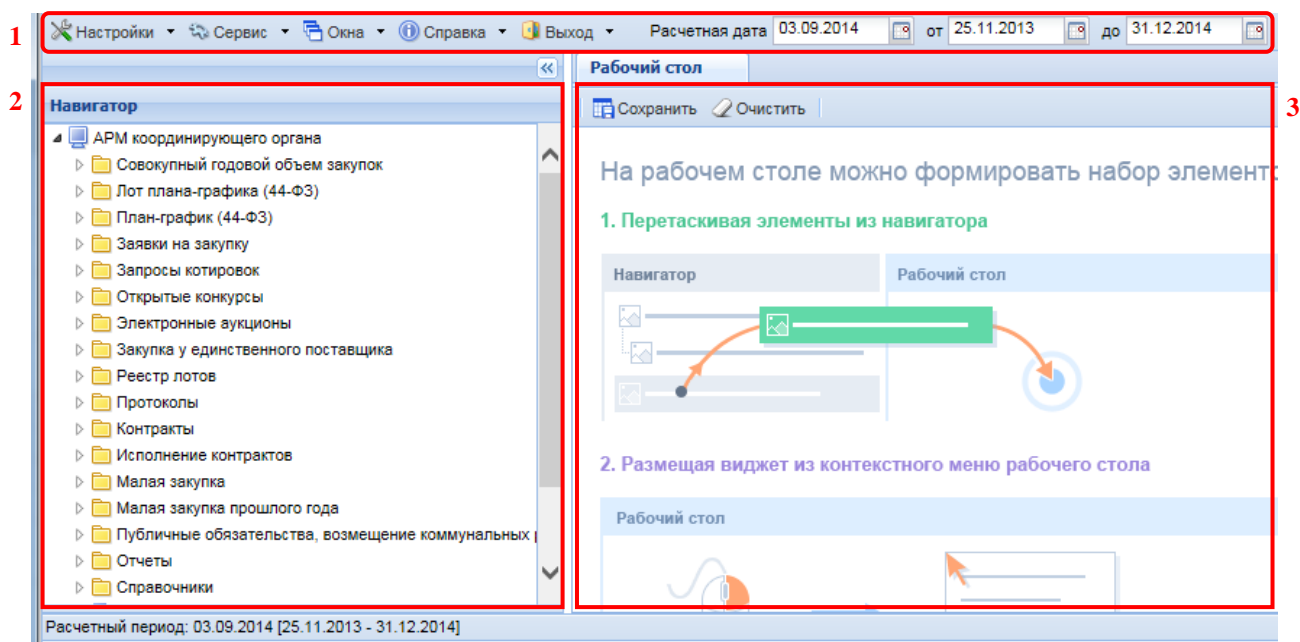 1
Настройки Сервис Окна Справка Выход Расчетная дата 03.09.2014 от 25.11.2013 до 31.12.2014
Рабочий стол
2
Навигатор
Сохранить Очистить
3
АРМ координирующего органа
Совокупный годовой объем закупок
Лот плана-графика (44-ФЗ)
План-график (44-ФЗ)
Заявки на закупку
Запросы котировок
Открытые конкурсы
Электронные аукционы
Закупка у единственного поставщика
Реестр лотов
Протоколы
Контракты
Исполнение контрактов
Малая закупка
Малая закупка прошлого года
Публичные обязательства, возмещение коммунальных
Отчеты
Справочники
На рабочем столе можно формировать набор элемент
1. Перетаскивая элементы из навигатора
Навигатор Рабочий стол
2. Размещая виджет из контекстного меню рабочего стола
Рабочий стол
Расчетный период: 03.09.2014 [25.11.2013 - 31.12.2014]